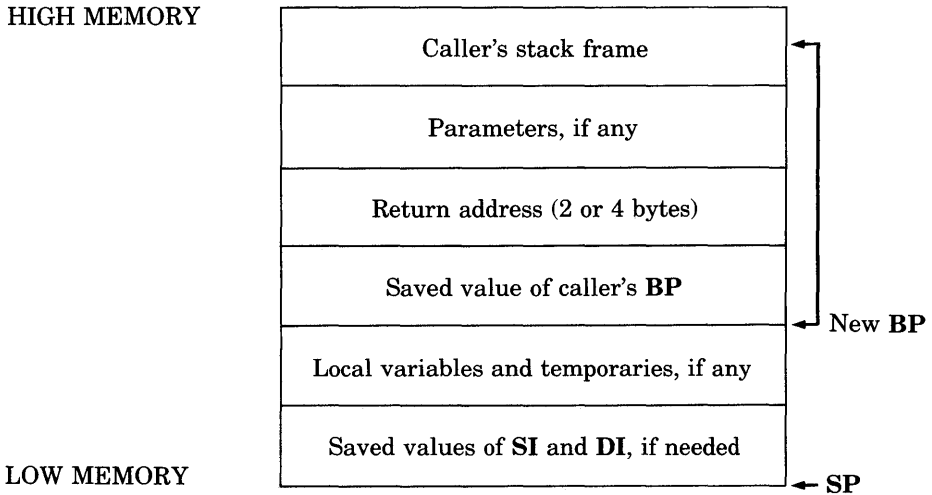 HIGH MEMORY
Caller's stack frame
Parameters, if any
Return address (2 or 4 bytes)
Saved value of caller's BP
New BP
Local variables and temporaries, if any
Saved values of SI and DI, if needed
LOW MEMORY
SP